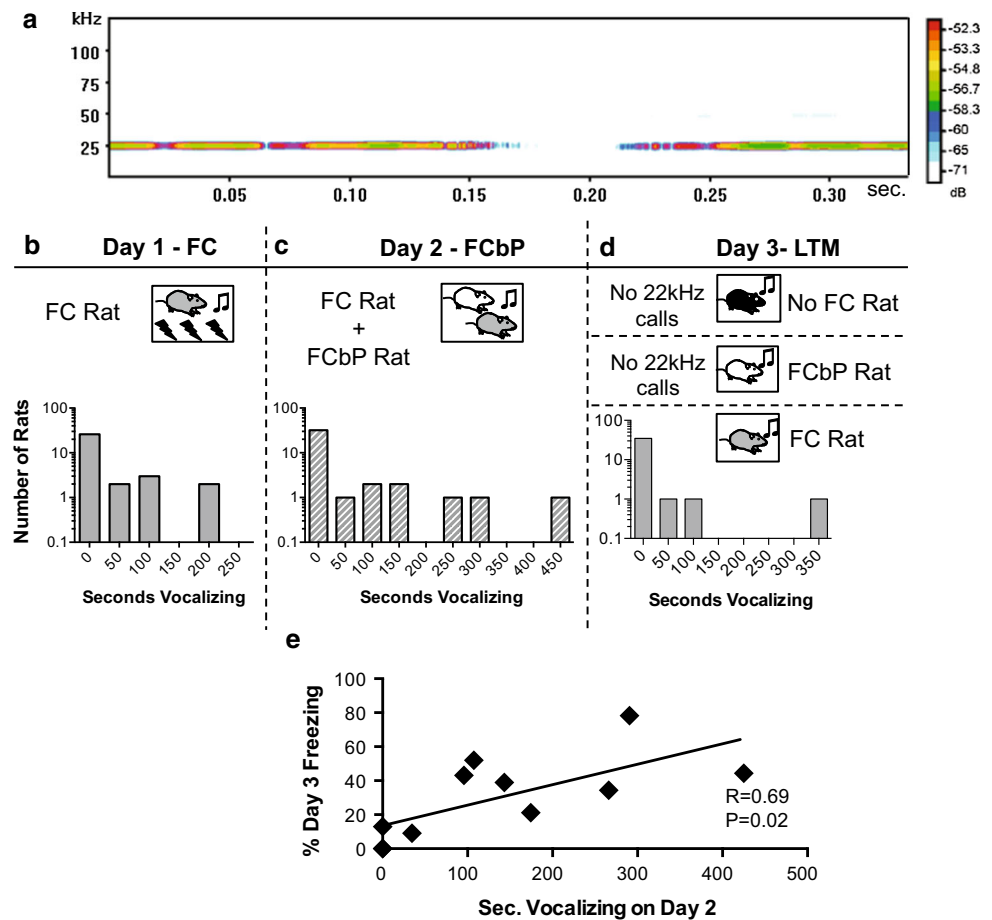 a
kHz
100
75
50
25
0.05 0.10 0.15 0.20 0.25 0.30 sec.
-52.3
-53.3
-54.8
-56.7
-58.3
-60
-65
-71
dB
b Day 1 - FC
FC Rat
Number of Rats
100
10
1
0.1
0 50 100 150 200 250
Seconds Vocalizing
c Day 2 - FCbP
FC Rat
+
FCbP Rat
100
10
1
0.1
0 50 100 150 200 250 300 350 400 450
Seconds Vocalizing
d Day 3- LTM
No 22kHz
calls
No FC Rat
No 22kHz
calls
FCbP Rat
FC Rat
100
10
1
0.1
0 50 100 150 200 250 300 350
Seconds Vocalizing
e
% Day 3 Freezing
100
80
60
40
20
0
R=0.69
P=0.02
0 100 200 300 400 500
Sec. Vocalizing on Day 2